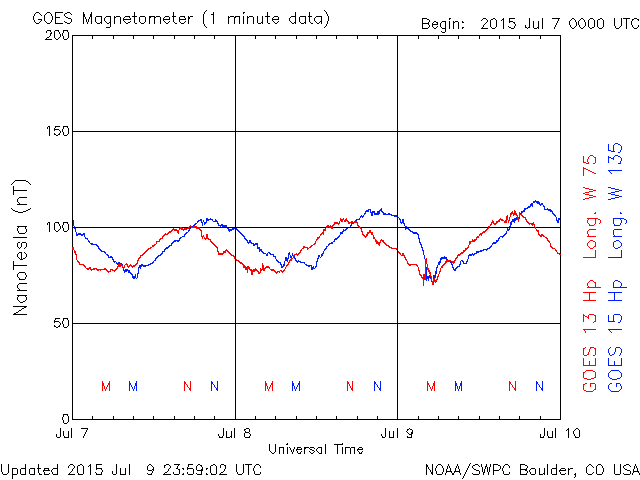 GOES Magnetometer (1 minute data)
Begin: 2015 Jul 7 0000 UTC
200
150
100
50
0
NanoTesla (nT)
M M N N M M N N M M N N
Jul 7 Jul 8 Jul 9 Jul 10
Universal Time
GOES 13 Hp Long. W 75
GOES 15 Hp Long. W 135
Updated 2015 Jul 9 23:59:02 UTC
NOAA/SWPC Boulder, CO USA